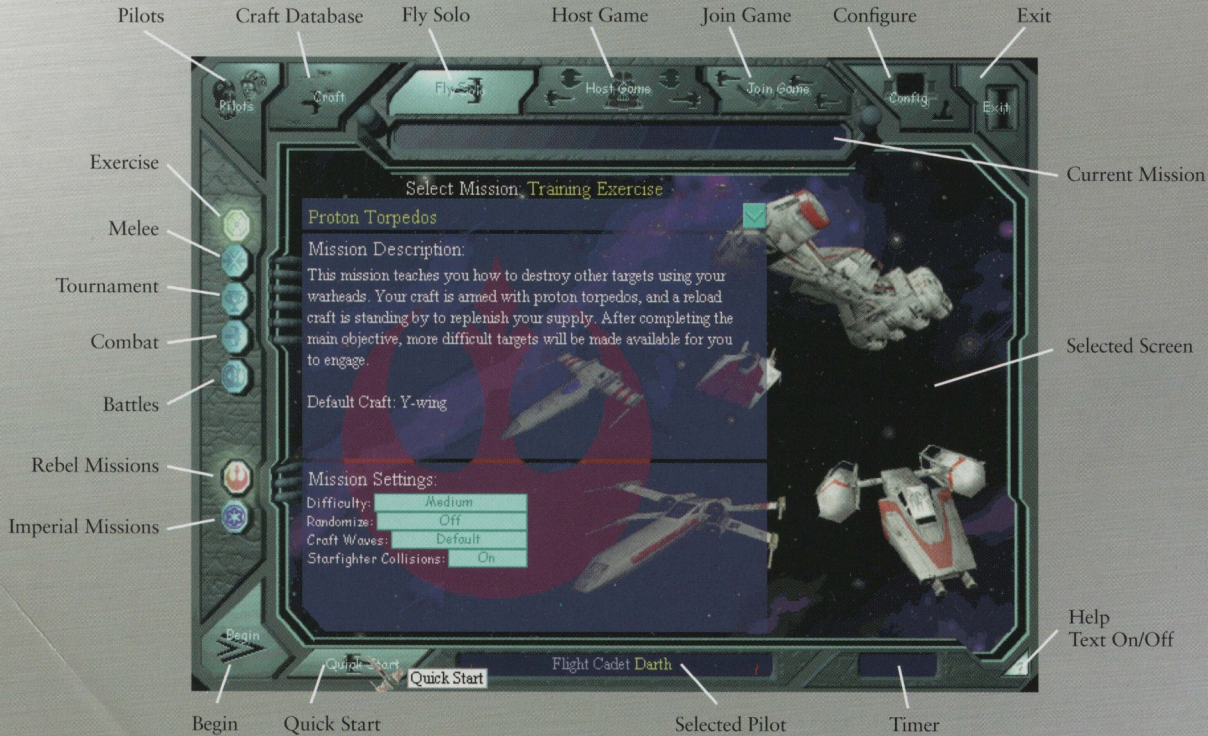 Pilots
Craft Database
Fly Solo
Host Game
Join Game
Configure
Exit
Pilots
Craft
Fly Solo
Host Game
Join Game
Config
Exit
Exercise
Melee
Tournament
Combat
Battles
Rebel Missions
Imperial Missions
Current Mission
Select Mission: Training Exercise
Proton Torpedos
Mission Description:
This mission teaches you how to destroy other targets using your
warheads. Your craft is armed with proton torpedos, and a reload
craft is standing by to replenish your supply. After completing the
main objective, more difficult targets will be made available for you
to engage.
Default Craft: Y-wing
Selected Screen
Mission Settings:
Difficulty: Medium
Randomize: Off
Craft Waves: Default
Starfighter Collisions: On
Help
Text On/Off
Begin
Quick Start
Quick Start
Flight Cadet Darth
?
Begin
Quick Start
Selected Pilot
Timer